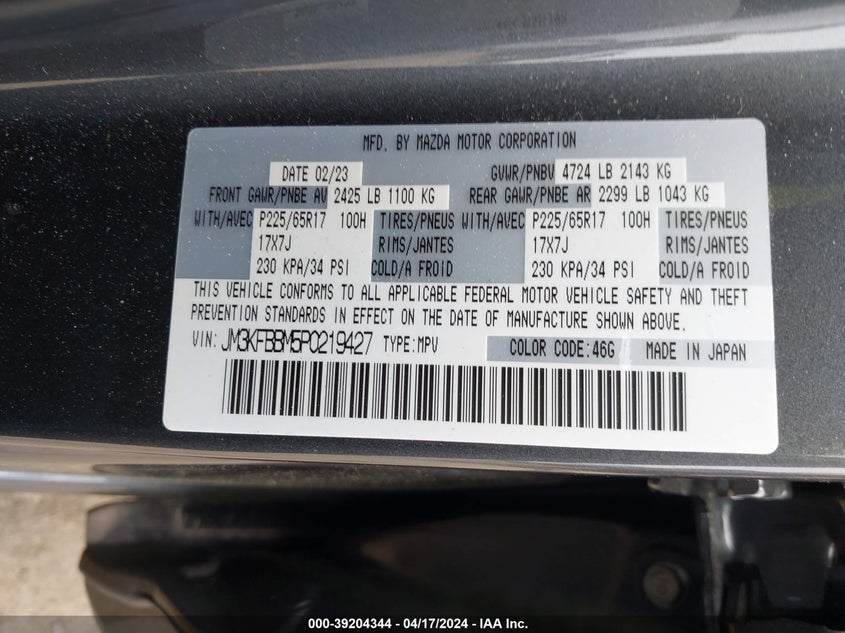 MFD. BY MAZDA MOTOR CORPORATION
DATE 02/23 GVWR/PNBV 4724 LB 2143 KG
FRONT GAWR/PNBE AV 2425 LB 1100 KG REAR GAWR/PNBE AR 2299 LB 1043 KG
WITH/AVEC P225/65R17 100H TIRES/PNEUS WITH/AVEC P225/65R17 100H TIRES/PNEUS
17X7J RIMS/JANTES 17X7J RIMS/JANTES
230 KPA/34 PSI COLD/A FROID 230 KPA/34 PSI COLD/A FROID
THIS VEHICLE CONFORMS TO ALL APPLICABLE FEDERAL MOTOR VEHICLE SAFETY AND THEFT
PREVENTION STANDARDS IN EFFECT ON THE DATE OF MANUFACTURE SHOWN ABOVE.
VIN: JM3KFBBM5P0219427 TYPE:MPV COLOR CODE:46G MADE IN JAPAN
000-39204344 - 04/17/2024 - IAA Inc.